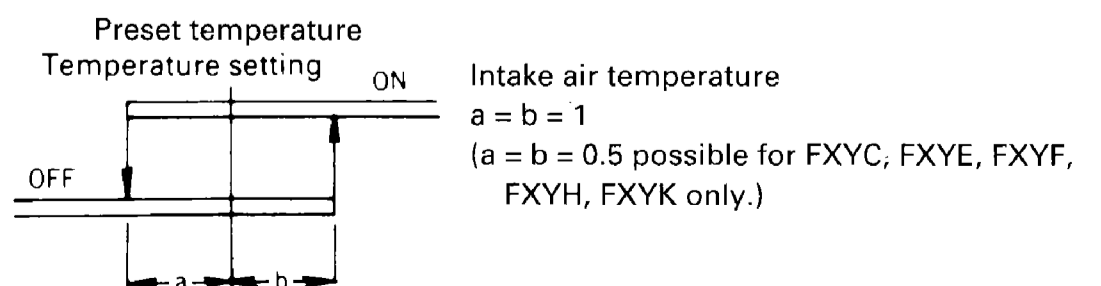 Preset temperature
Temperature setting
ON
Intake air temperature
a = b = 1
(a = b = 0.5 possible for FXYC, FXYE, FXYF,
OFF
FXYH, FXYK only.)
a b